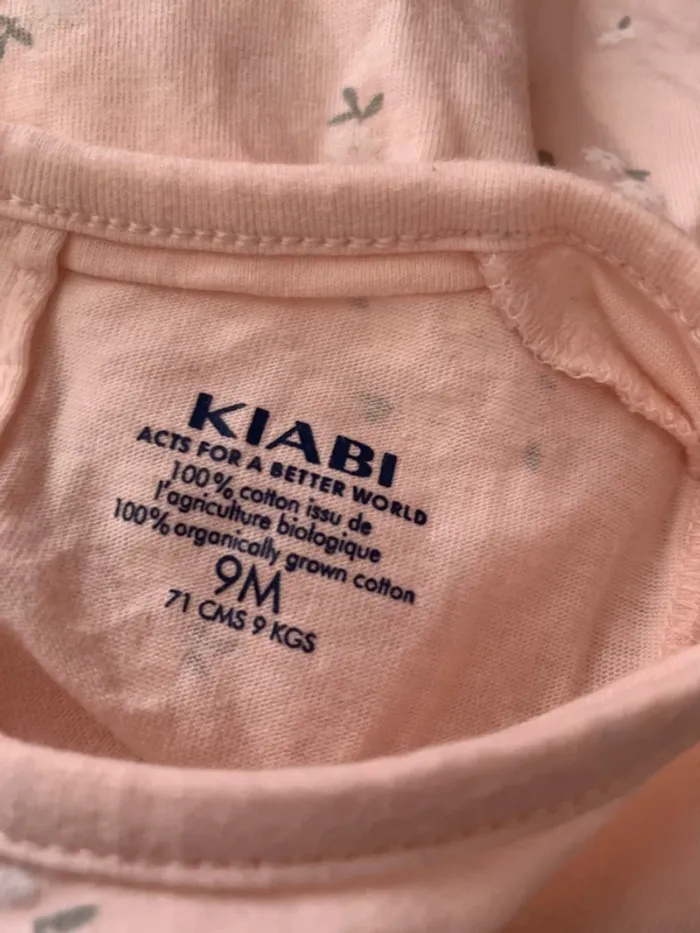 KIABI
ACTS FOR A BETTER WORLD
100% cotton issu de
l'agriculture biologique
100% organically grown cotton
9M
71 CMS 9 KGS